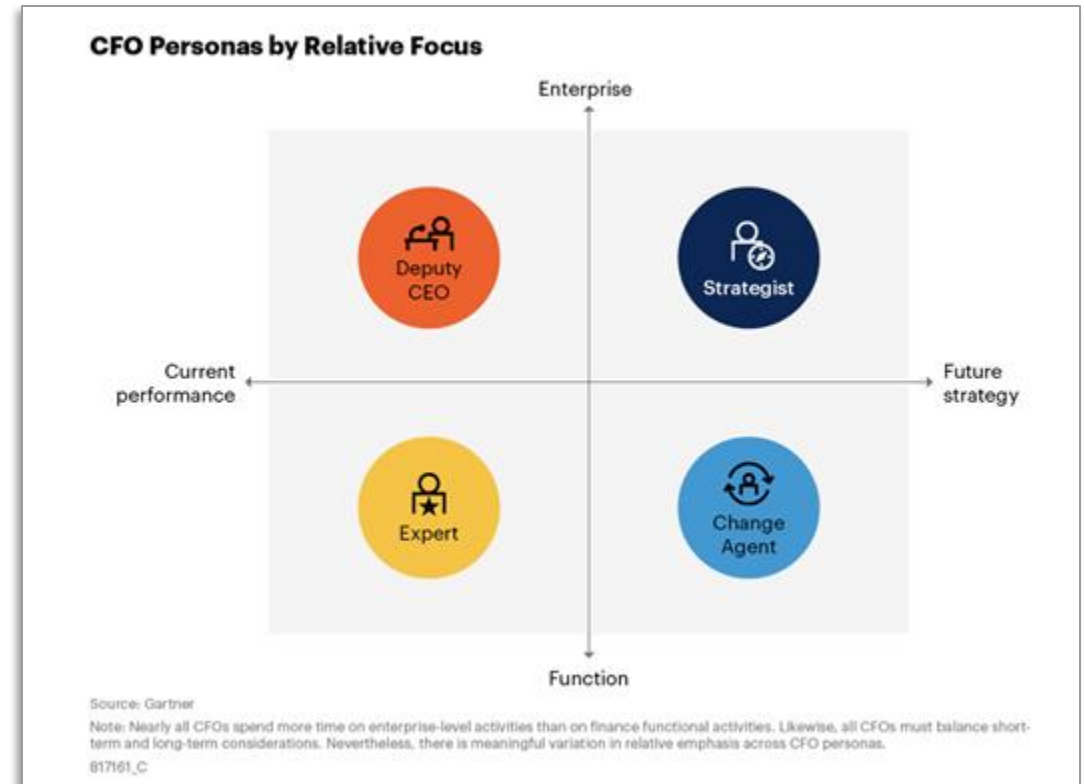 CFO Personas by Relative Focus
Enterprise
Deputy
CEO
Strategist
Current
performance
Future
strategy
Expert
Change
Agent
Function
Source: Gartner
Note: Nearly all CFOs spend more time on enterprise-level activities than on finance functional activities. Likewise, all CFOs must balance short-
term and long-term considerations. Nevertheless, there is meaningful variation in relative emphasis across CFO personas.
817161_C